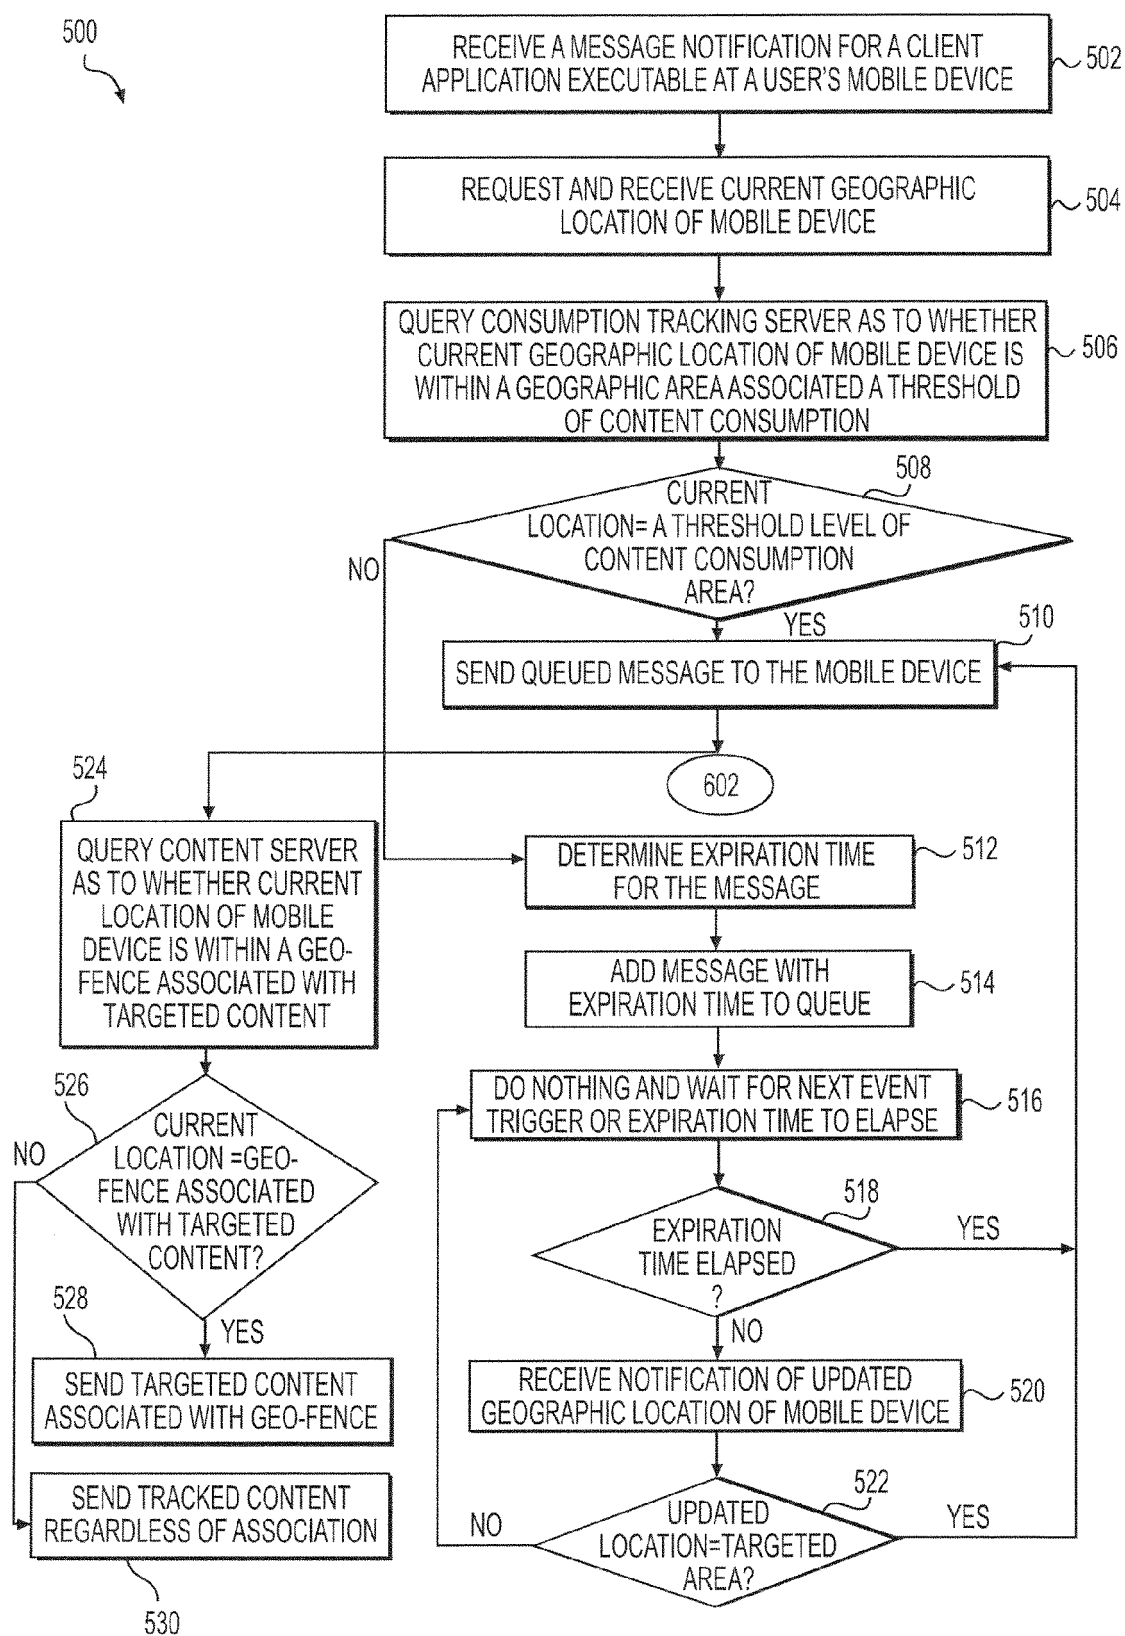 500
RECEIVE A MESSAGE NOTIFICATION FOR A CLIENT
APPLICATION EXECUTABLE AT A USER'S MOBILE DEVICE
502
REQUEST AND RECEIVE CURRENT GEOGRAPHIC
LOCATION OF MOBILE DEVICE
504
QUERY CONSUMPTION TRACKING SERVER AS TO WHETHER
CURRENT GEOGRAPHIC LOCATION OF MOBILE DEVICE IS
WITHIN A GEOGRAPHIC AREA ASSOCIATED A THRESHOLD
OF CONTENT CONSUMPTION
506
508
CURRENT
LOCATION= A THRESHOLD LEVEL OF
CONTENT CONSUMPTION
AREA?
NO
YES
510
SEND QUEUED MESSAGE TO THE MOBILE DEVICE
602
524
QUERY CONTENT SERVER
AS TO WHETHER CURRENT
LOCATION OF MOBILE
DEVICE IS WITHIN A GEO-
FENCE ASSOCIATED WITH
TARGETED CONTENT
DETERMINE EXPIRATION TIME
FOR THE MESSAGE
512
ADD MESSAGE WITH
EXPIRATION TIME TO QUEUE
514
DO NOTHING AND WAIT FOR NEXT EVENT
TRIGGER OR EXPIRATION TIME TO ELAPSE
516
526
CURRENT
LOCATION =GEO-
FENCE ASSOCIATED
WITH TARGETED
CONTENT?
NO
YES
518
EXPIRATION
TIME ELAPSED
?
YES
NO
528
SEND TARGETED CONTENT
ASSOCIATED WITH GEO-FENCE
RECEIVE NOTIFICATION OF UPDATED
GEOGRAPHIC LOCATION OF MOBILE DEVICE
520
SEND TRACKED CONTENT
REGARDLESS OF ASSOCIATION
530
522
UPDATED
LOCATION=TARGETED
AREA?
NO
YES